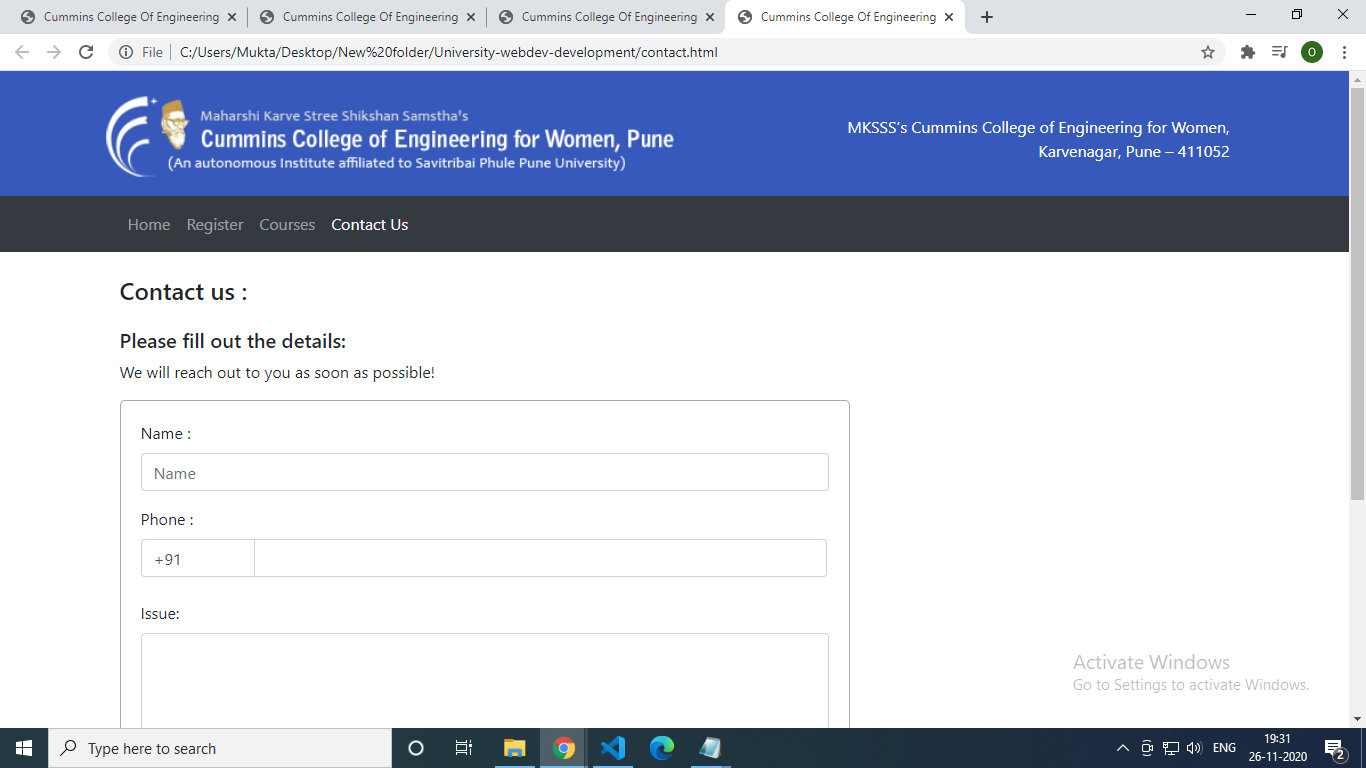 Cummins College Of Engineering
Cummins College Of Engineering
Cummins College Of Engineering
Cummins College Of Engineering
File
C:/Users/Mukta/Desktop/New%20folder/University-webdev-development/contact.html
O
Maharshi Karve Stree Shikshan Samstha's
Cummins College of Engineering for Women, Pune
(An autonomous Institute affiliated to Savitribai Phule Pune University)
MKSSS’s Cummins College of Engineering for Women,
Karvenagar, Pune – 411052
Home Register Courses Contact Us
Contact us :
Please fill out the details:
We will reach out to you as soon as possible!
Name :
Name
Phone :
+91
Issue:
Activate Windows
Go to Settings to activate Windows.
Type here to search
ENG
19:31
26-11-2020
2